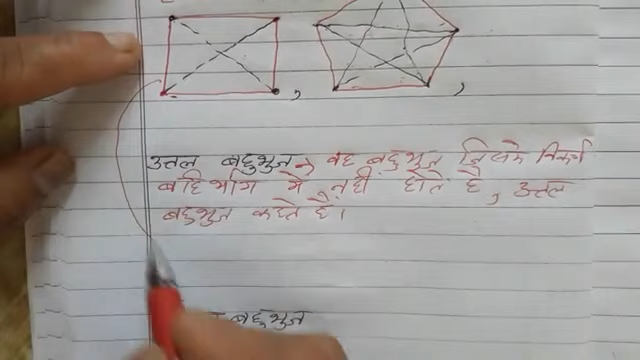 उत्तल बहुभुज → वह बहुभुज जिसके विकर्ण
बहिर्भाग में नही होते है, उत्तल
बहुभुज कहते है।
बहुभुज